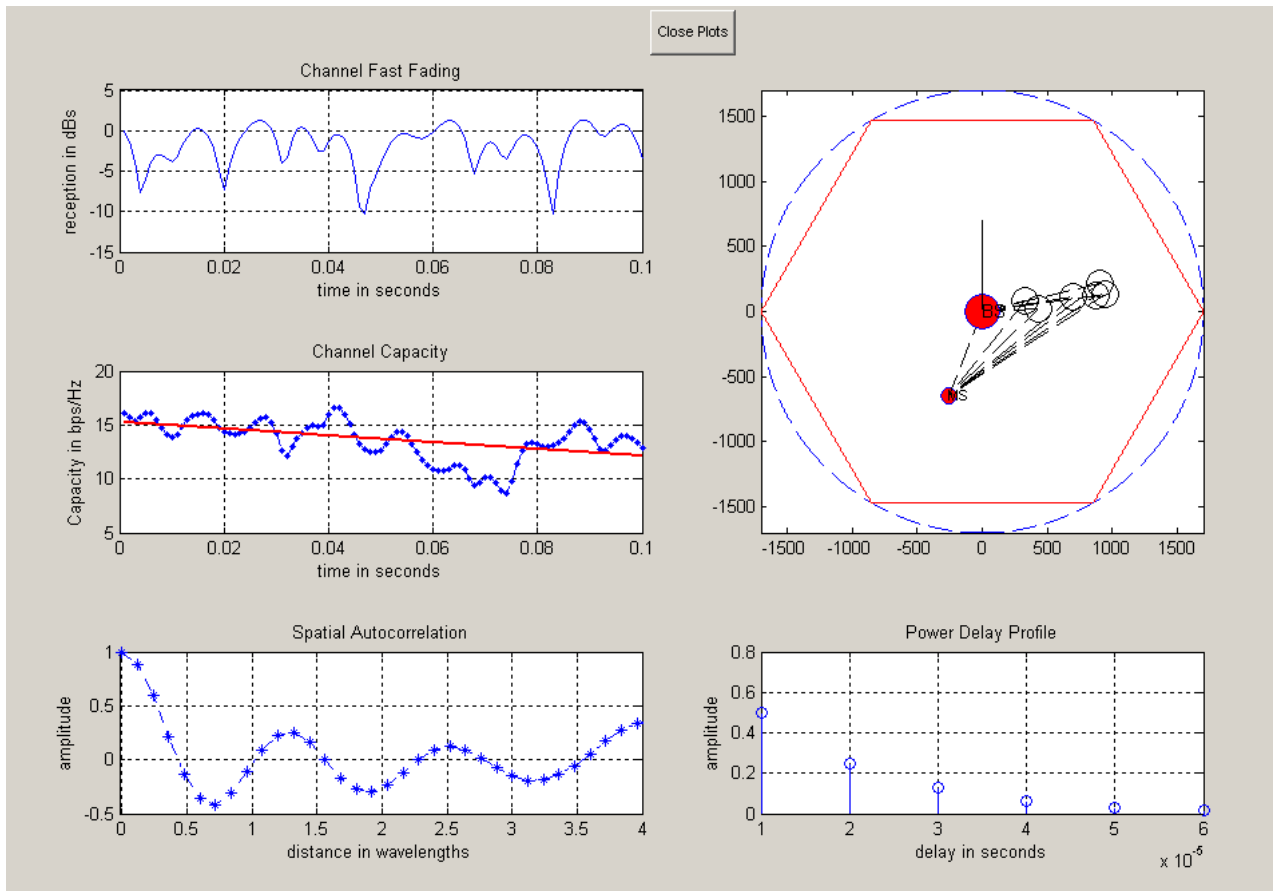 Close Plots
Channel Fast Fading
5
0
-5
-10
-15
reception in dBs
0 0.02 0.04 0.06 0.08 0.1
time in seconds
Channel Capacity
20
15
10
5
Capacity in bps/Hz
0 0.02 0.04 0.06 0.08 0.1
time in seconds
Spatial Autocorrelation
1
0.5
0
-0.5
amplitude
0 0.5 1 1.5 2 2.5 3 3.5 4
distance in wavelengths
1500
1000
500
0
-500
-1000
-1500
BS
MS
-1500 -1000 -500 0 500 1000 1500
Power Delay Profile
0.8
0.6
0.4
0.2
0
amplitude
1 2 3 4 5 6
delay in seconds
x 10⁻⁵